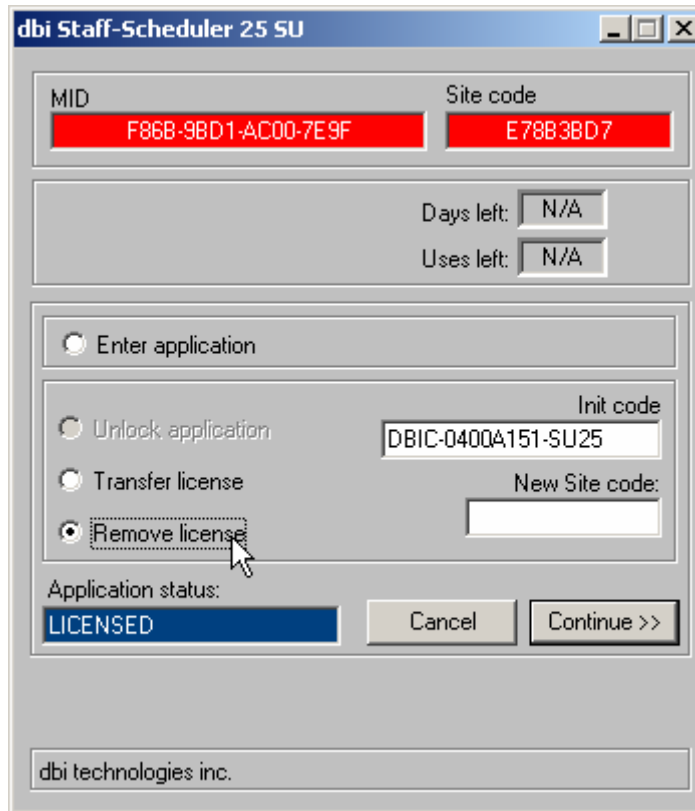 dbi Staff-Scheduler 25 SU
MID
Site code
F86B-9BD1-AC00-7E9F
E78B3BD7
Days left: N/A
Uses left: N/A
Enter application
Init code
Unlock application
DBIC-0400A151-SU25
Transfer license
New Site code:
Remove license
Application status:
LICENSED
Cancel
Continue >>
dbi technologies inc.